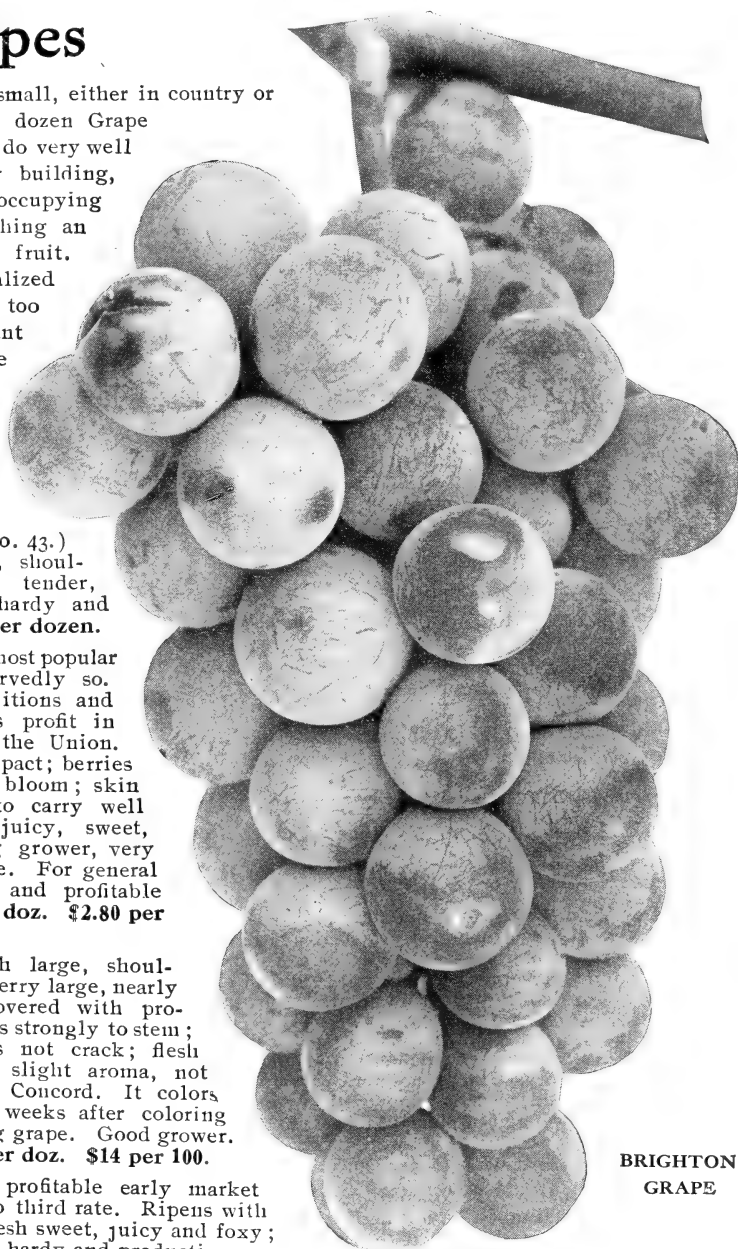 pes
small, either in country or
dozen Grape
do very well
building,
occupying
hing an
fruit.
alized
too
nt
e
o. 43.)
, shoul-
tender,
hardy and
er dozen.
nost popular
rvedly so.
itions and
s profit in
the Union.
pact; berries
bloom; skin
to carry well
juicy, sweet,
g grower, very
e. For general
and profitable
doz. $2.80 per
h large, shoul-
erry large, nearly
overed with pro-
s strongly to stem;
s not crack; flesh
slight aroma, not
Concord. It colors
weeks after coloring
g grape. Good grower.
er doz. $14 per 100.
profitable early market
o third rate. Ripens with
esh sweet, juicy and foxy;
hardy and producti
BRIGHTON
GRAPE